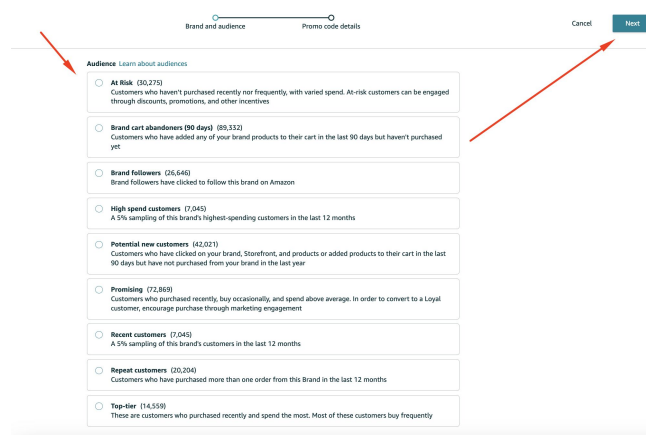 Brand and audience
Promo code details
Cancel
Next
Audience Learn about audiences
At Risk (30,275)
Customers who haven't purchased recently nor frequently, with varied spend. At-risk customers can be engaged
through discounts, promotions, and other incentives
Brand cart abandoners (90 days) (89,332)
Customers who have added any of your brand products to their cart in the last 90 days but haven't purchased
yet
Brand followers (26,646)
Brand followers have clicked to follow this brand on Amazon
High spend customers (7,045)
A 5% sampling of this brand's highest-spending customers in the last 12 months
Potential new customers (42,021)
Customers who have clicked on your brand, Storefront, and products or added products to their cart in the last
90 days but have not purchased from your brand in the last year
Promising (72,869)
Customers who purchased recently, buy occasionally, and spend above average. In order to convert to a Loyal
customer, encourage purchase through marketing engagement
Recent customers (7,045)
A 5% sampling of this brand's customers in the last 12 months
Repeat customers (20,204)
Customers who have purchased more than one order from this Brand in the last 12 months
Top-tier (14,559)
These are customers who purchased recently and spend the most. Most of these customers buy frequently